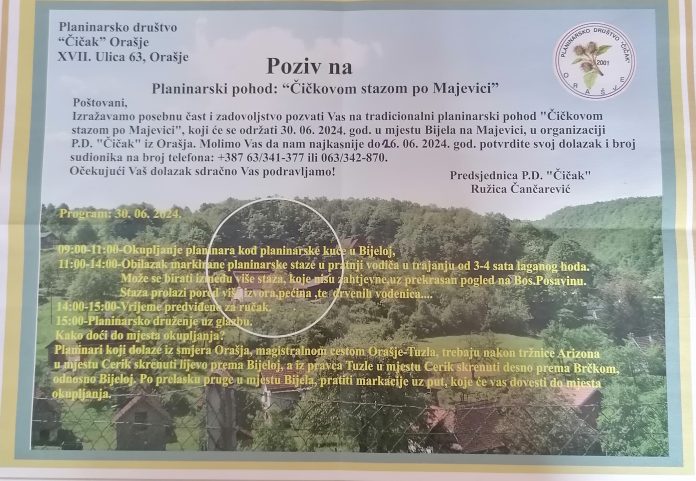 Planinarsko društvo
“Čičak” Orašje
XVII. Ulica 63, Orašje
PLANINARSKO DRUŠTVO "ČIČAK"
2001
ORAŠJE
Poziv na
Planinarski pohod: “Čičkovom stazom po Majevici”
Poštovani,
Izražavamo posebnu čast i zadovoljstvo pozvati Vas na tradicionalni planinarski pohod "Čičkovom
stazom po Majevici", koji će se održati 30. 06. 2024. god. u mjestu Bijela na Majevici, u organizaciji
P.D. "Čičak" iz Orašja. Molimo Vas da nam najkasnije do 26. 06. 2024. god. potvrdite svoj dolazak i broj
sudionika na broj telefona: +387 63/341-377 ili 063/342-870.
Očekujući Vaš dolazak sdračno Vas podravljamo!
Predsjednica P.D. "Čičak"
Ružica Čančarević
Program: 30. 06. 2024.
09:00-11:00-Okupljanje planinara kod planinarske kuće u Bijeloj,
11:00-14:00-Obilazak markirane planinarske staze u pratnji vodiča u trajanju od 3-4 sata laganog hoda.
Može se birati između više staza, koje nisu zahtjevne,uz prekrasan pogled na Bos.Posavinu.
Staza prolazi pored više izvora,pećina ,te crvenih vodenica....
14:00-15:00-Vrijeme predviđene za ručak.
15:00-Planinarsko druženje uz glazbu.
Kako doći do mjesta okupljanja?
Planinari koji dolaze iz smjera Orašja, magistralnom cestom Orašje-Tuzla, trebaju nakon tržnice Arizona
u mjestu Cerik skrenuti lijevo prema Bijeloj, a iz pravca Tuzle u mjestu Cerik skrenuti desno prema Brčkom,
odnosno Bijeloj. Po prelasku pruge u mjestu Bijela, pratiti markacije uz put, koje će vas dovesti do mjesta
okupljanja.